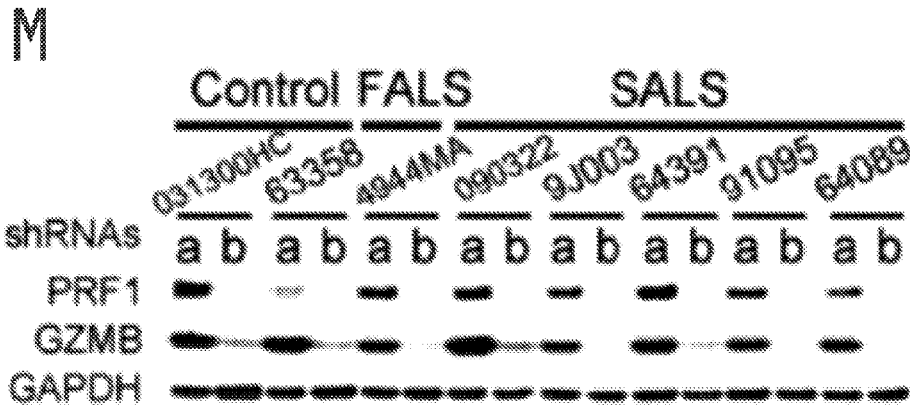 M
Control FALS SALS
031300HC 63358 4944MA 090322 9J003 64391 91095 64089
shRNAs a b a b a b a b a b a b a b a b
PRF1
GZMB
GAPDH